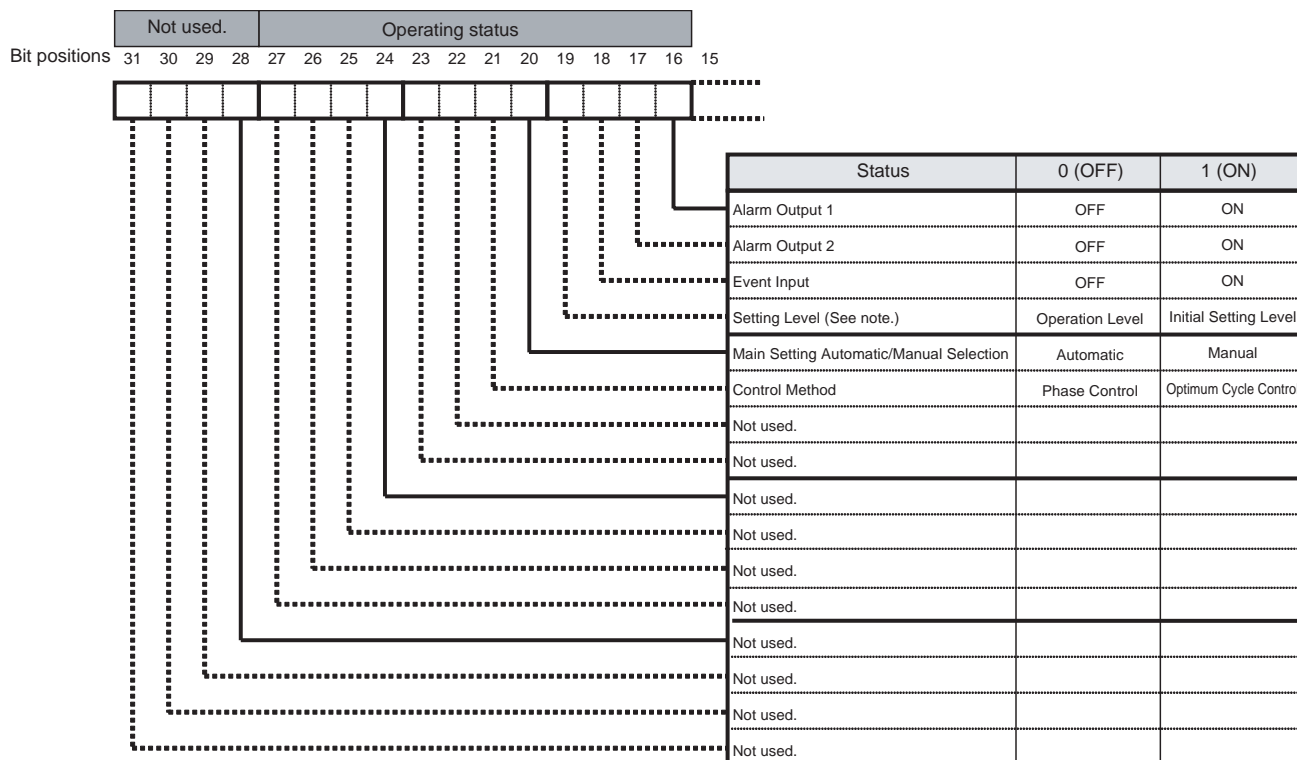 Not used. Operating status
Bit positions 31 30 29 28 27 26 25 24 23 22 21 20 19 18 17 16 15
Status 0 (OFF) 1 (ON)
Alarm Output 1 OFF ON
Alarm Output 2 OFF ON
Event Input OFF ON
Setting Level (See note.) Operation Level Initial Setting Level
Main Setting Automatic/Manual Selection Automatic Manual
Control Method Phase Control Optimum Cycle Control
Not used.
Not used.
Not used.
Not used.
Not used.
Not used.
Not used.
Not used.
Not used.
Not used.